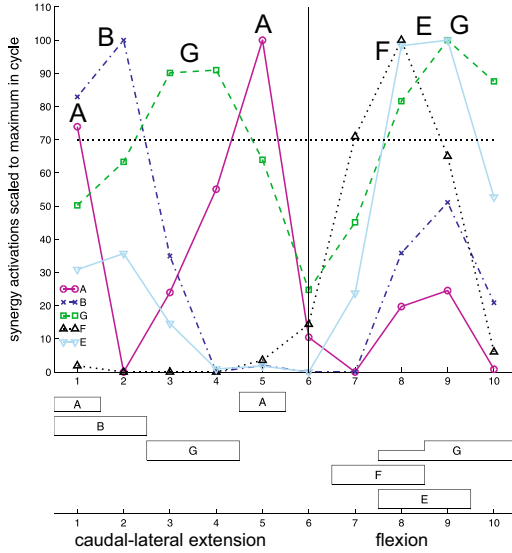 synergy activations scaled to maximum in cycle
110
100
90
80
70
60
50
40
30
20
10
0
A
B
G
A
F
E
G
A
B
G
F
E
1 2 3 4 5 6 7 8 9 10
A
A
B
G
G
F
E
1 2 3 4 5 6 7 8 9 10
caudal-lateral extension flexion